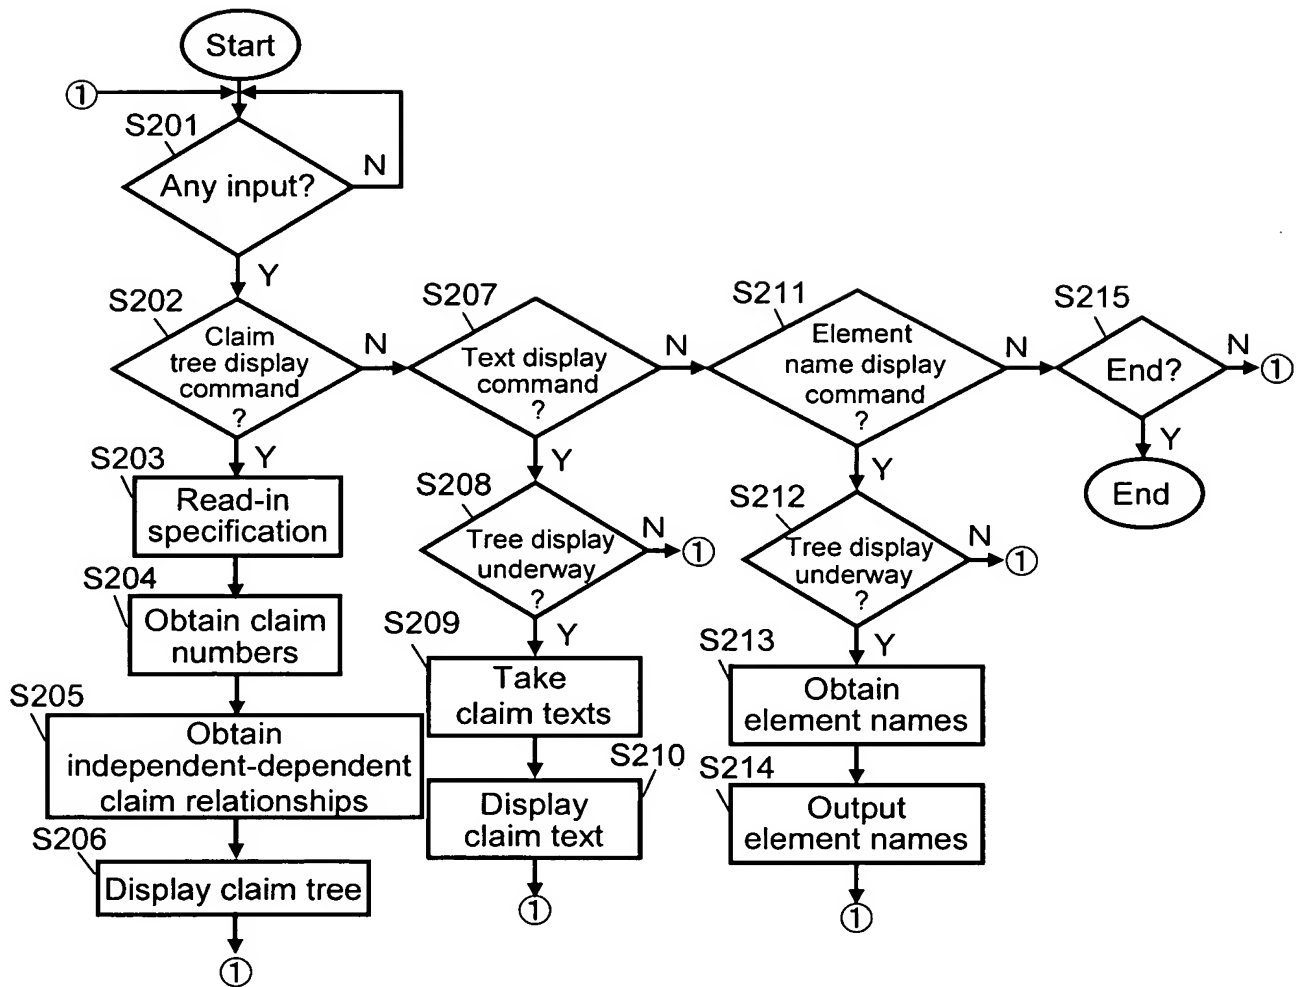 Start
①
S201
Any input?
N
Y
S202
Claim
tree display
command
?
N
Y
S203
Read-in
specification
S204
Obtain claim
numbers
S205
Obtain
independent-dependent
claim relationships
S206
Display claim tree
①
S207
Text display
command
?
N
Y
S208
Tree display
underway
?
N
①
Y
S209
Take
claim texts
S210
Display
claim text
①
S211
Element
name display
command
?
N
Y
S212
Tree display
underway
?
N
①
Y
S213
Obtain
element names
S214
Output
element names
①
S215
End?
N
①
Y
End